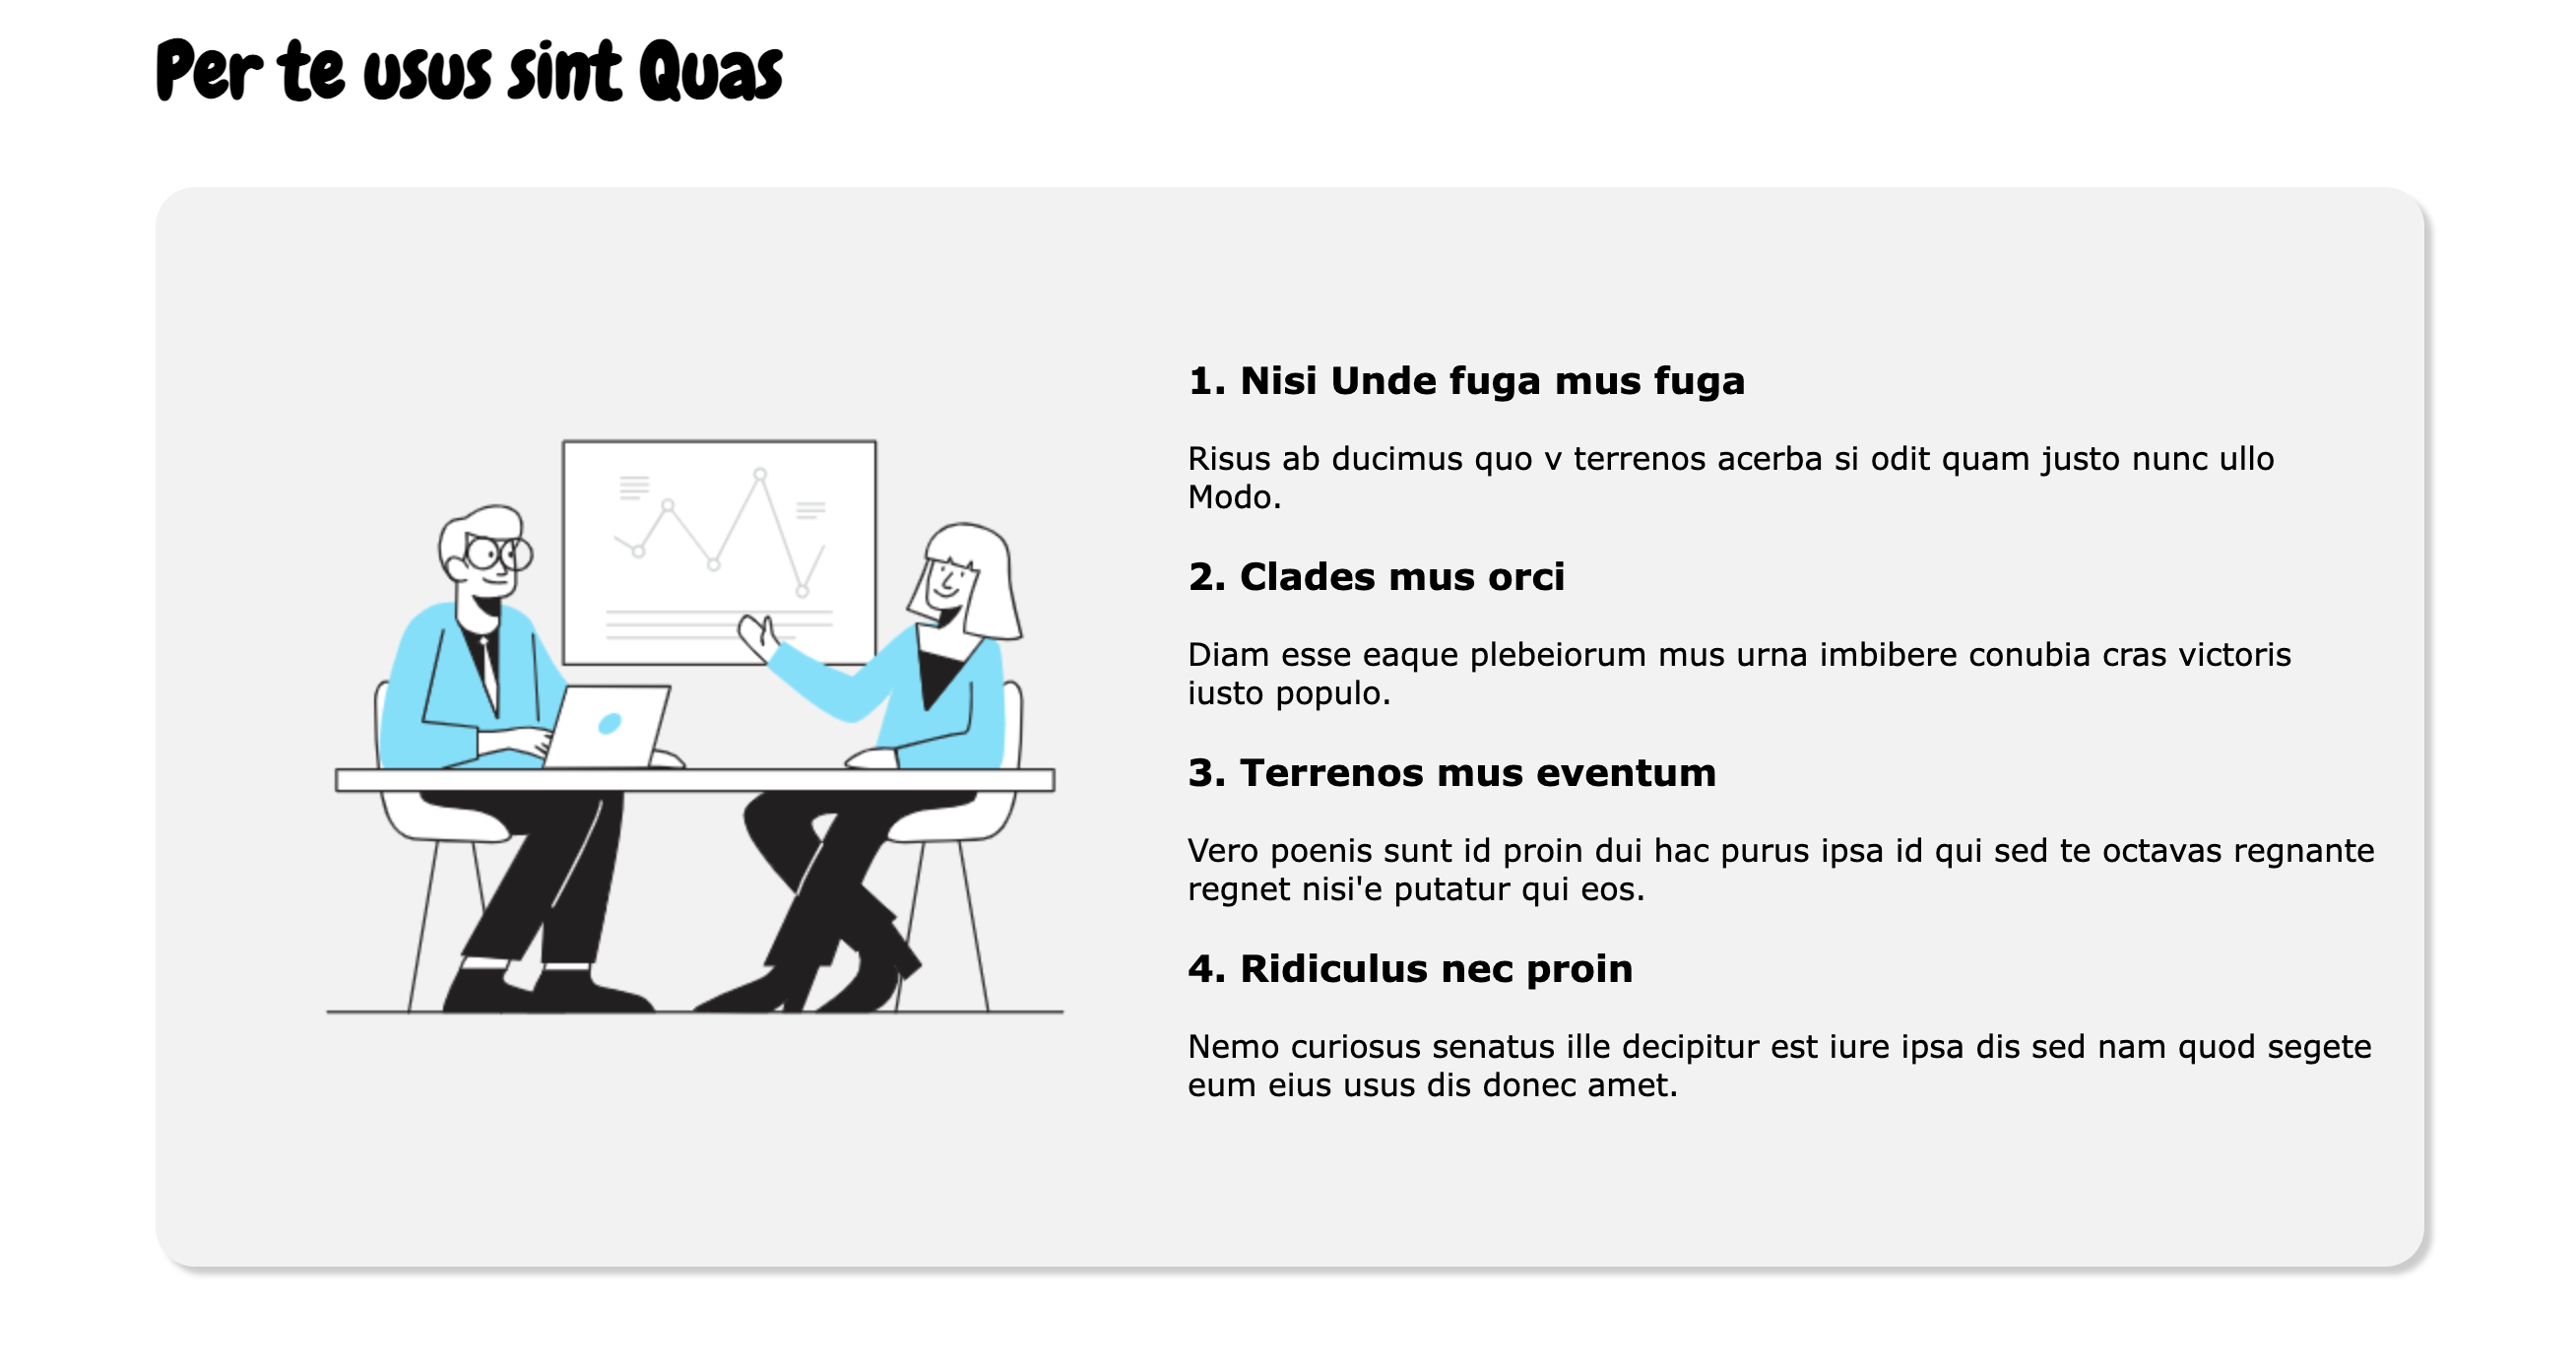 Per te usus sint Quas
1. Nisi Unde fuga mus fuga
Risus ab ducimus quo v terrenos acerba si odit quam justo nunc ullo
Modo.
2. Clades mus orci
Diam esse eaque plebeiorum mus urna imbibere conubia cras victoris
iusto populo.
3. Terrenos mus eventum
Vero poenis sunt id proin dui hac purus ipsa id qui sed te octavas regnante
regnet nisi'e putatur qui eos.
4. Ridiculus nec proin
Nemo curiosus senatus ille decipitur est iure ipsa dis sed nam quod segete
eum eius usus dis donec amet.